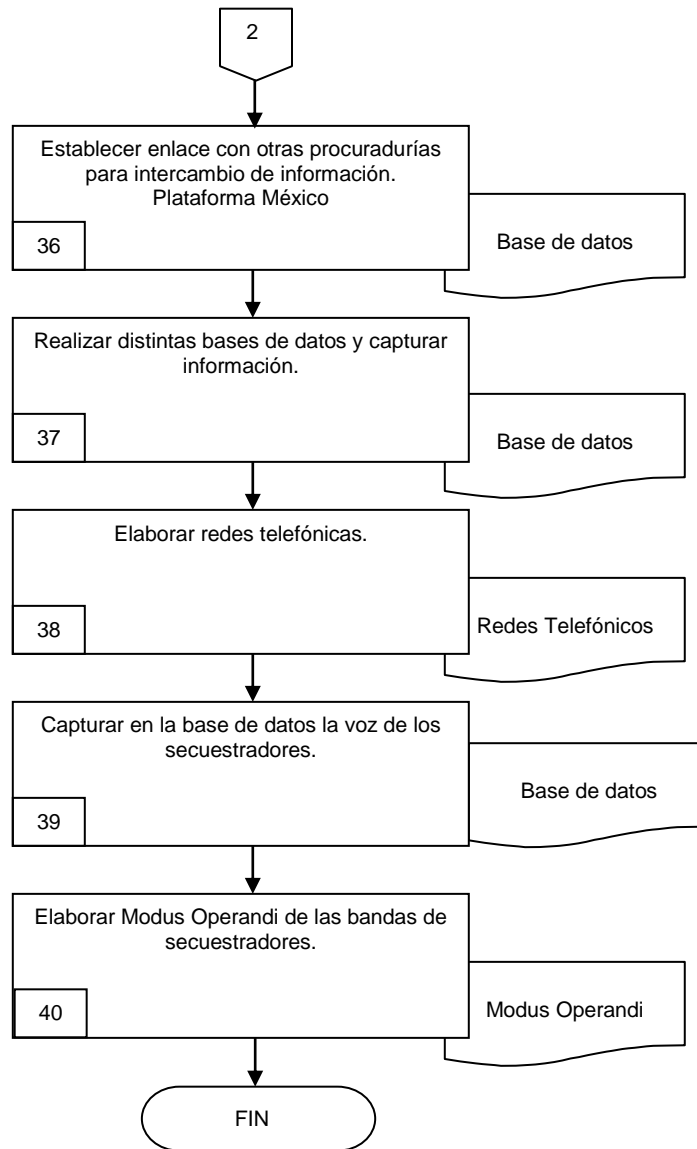 2
Establecer enlace con otras procuradurías
para intercambio de información.
Plataforma México
36
Base de datos
Realizar distintas bases de datos y capturar
información.
37
Base de datos
Elaborar redes telefónicas.
38
Redes Telefónicos
Capturar en la base de datos la voz de los
secuestradores.
39
Base de datos
Elaborar Modus Operandi de las bandas de
secuestradores.
40
Modus Operandi
FIN